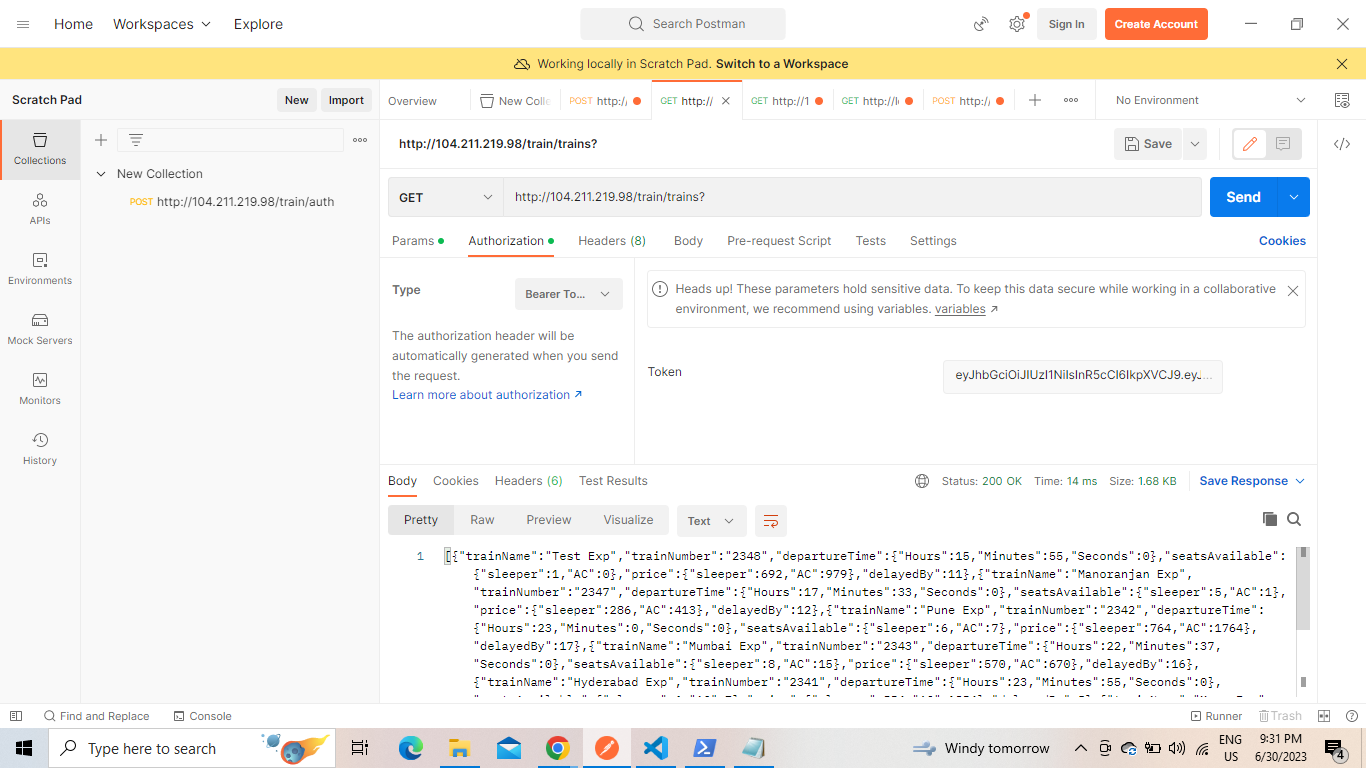 Home Workspaces Explore Search Postman Sign In Create Account
Working locally in Scratch Pad. Switch to a Workspace
Scratch Pad New Import
Overview New Colle POST http:/ GET http:// GET http://1 GET http://l POST http:/ No Environment
Collections
APIs
Environments
Mock Servers
Monitors
History
New Collection
POST http://104.211.219.98/train/auth
http://104.211.219.98/train/trains? Save
GET http://104.211.219.98/train/trains? Send
Params Authorization Headers (8) Body Pre-request Script Tests Settings Cookies
Type Bearer To...
The authorization header will be
automatically generated when you send
the request.
Learn more about authorization ↗
Heads up! These parameters hold sensitive data. To keep this data secure while working in a collaborative
environment, we recommend using variables. variables ↗
Token
Body Cookies Headers (6) Test Results Status: 200 OK Time: 14 ms Size: 1.68 KB Save Response
Pretty Raw Preview Visualize Text
1 [{"trainName":"Test Exp","trainNumber":"2348","departureTime":{"Hours":15,"Minutes":55,"Seconds":0},"seatsAvailable":
{"sleeper":1,"AC":0},"price":{"sleeper":692,"AC":979},"delayedBy":11},{"trainName":"Manoranjan Exp",
"trainNumber":"2347","departureTime":{"Hours":17,"Minutes":33,"Seconds":0},"seatsAvailable":{"sleeper":5,"AC":1},
"price":{"sleeper":286,"AC":413},"delayedBy":12},{"trainName":"Pune Exp","trainNumber":"2342","departureTime":
{"Hours":23,"Minutes":0,"Seconds":0},"seatsAvailable":{"sleeper":6,"AC":7},"price":{"sleeper":764,"AC":1764},
"delayedBy":17},{"trainName":"Mumbai Exp","trainNumber":"2343","departureTime":{"Hours":22,"Minutes":37,
"Seconds":0},"seatsAvailable":{"sleeper":8,"AC":15},"price":{"sleeper":570,"AC":670},"delayedBy":16},
{"trainName":"Hyderabad Exp","trainNumber":"2341","departureTime":{"Hours":23,"Minutes":55,"Seconds":0},
Find and Replace Console Runner Trash
Type here to search Windy tomorrow ENG US 9:31 PM 6/30/2023 4